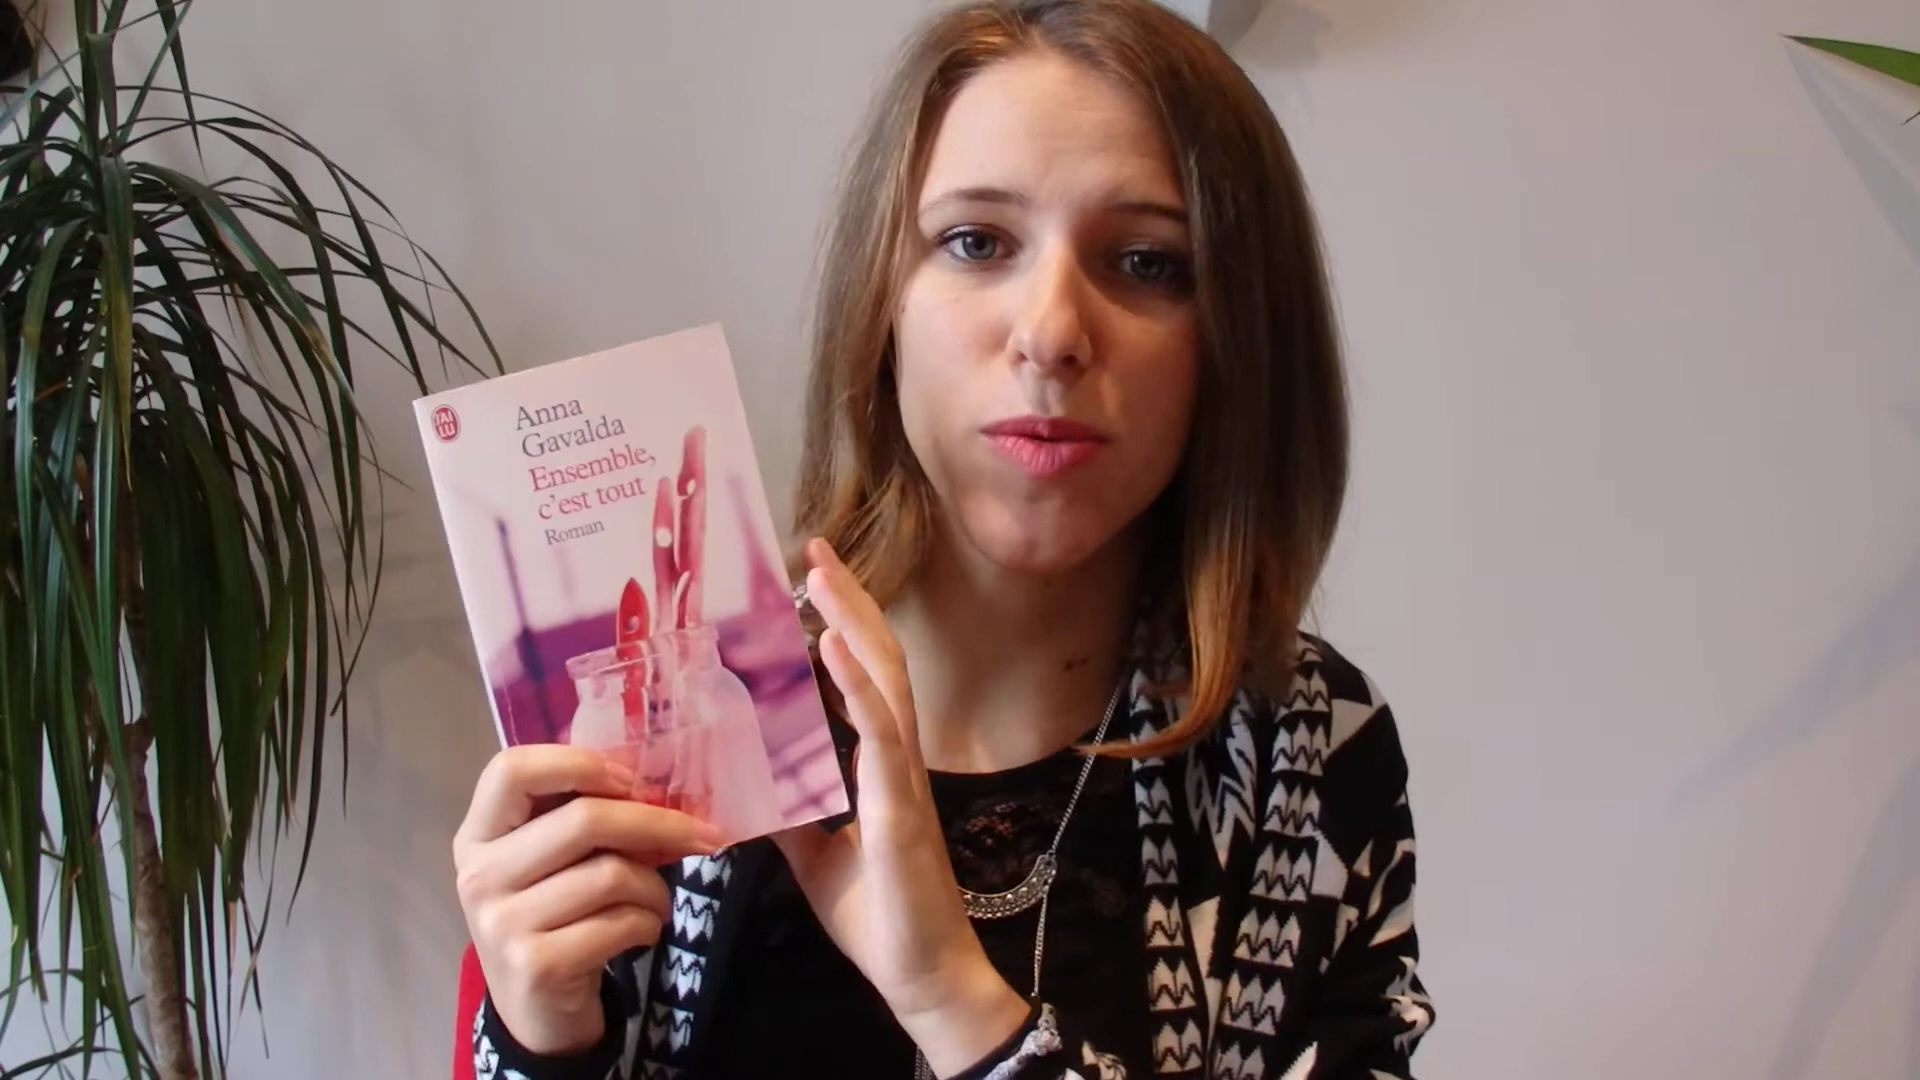 J'AI
LU
Anna
Gavalda
Ensemble,
c'est tout
Roman